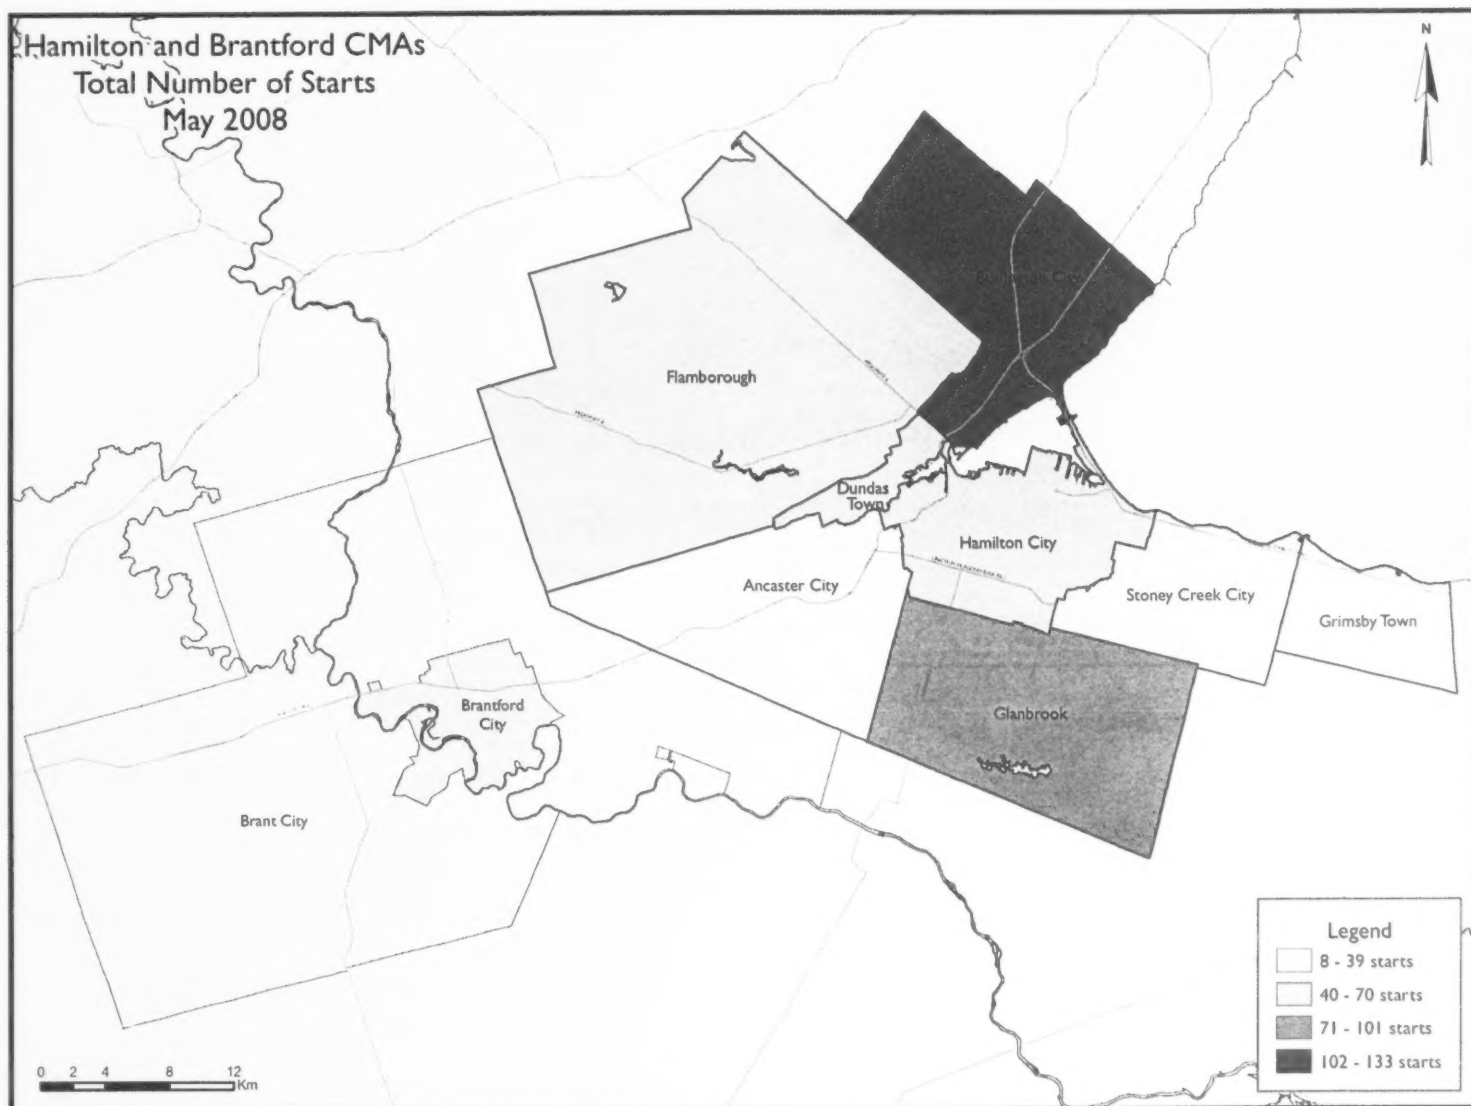 Hamilton and Brantford CMAs
Total Number of Starts
May 2008
N
Burlington City
Flamborough
Dundas
Town
Hamilton City
Ancaster City
Stoney Creek City
Grimsby Town
Brantford
City
Glanbrook
Brant City
Legend
8 - 39 starts
40 - 70 starts
71 - 101 starts
102 - 133 starts
0 2 4 8 12
Km